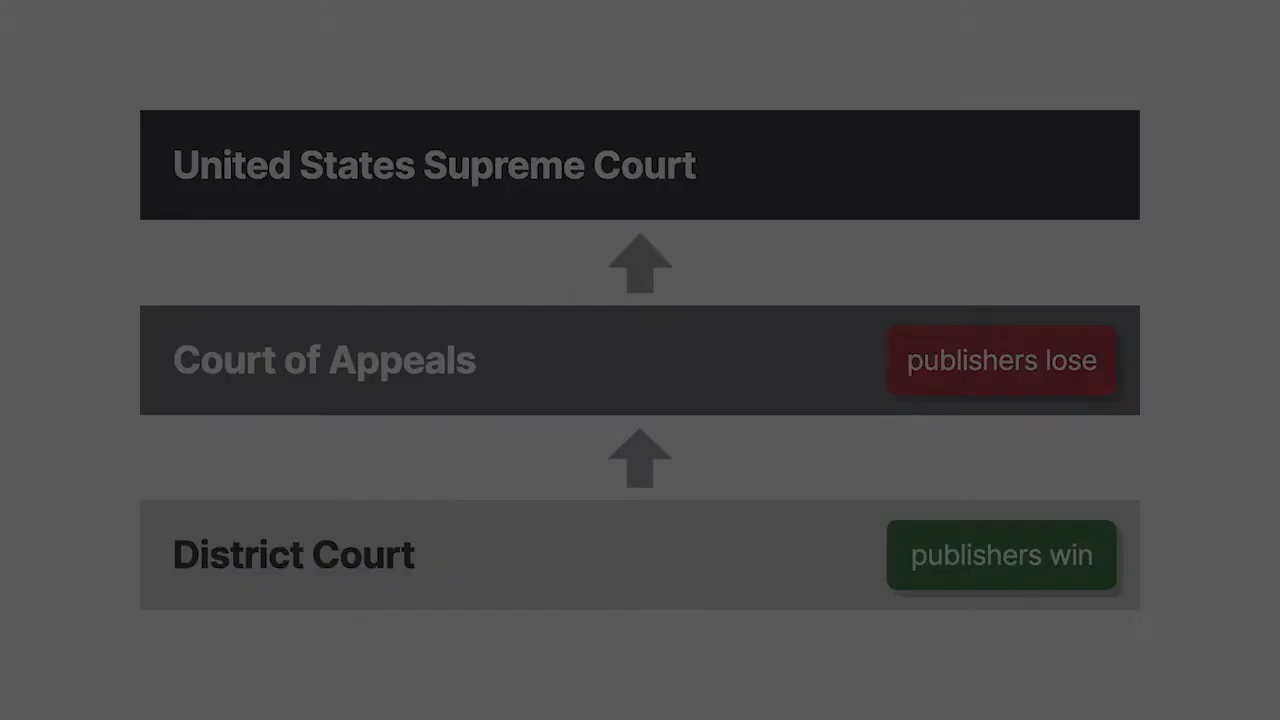 United States Supreme Court
Court of Appeals
publishers lose
District Court
publishers win